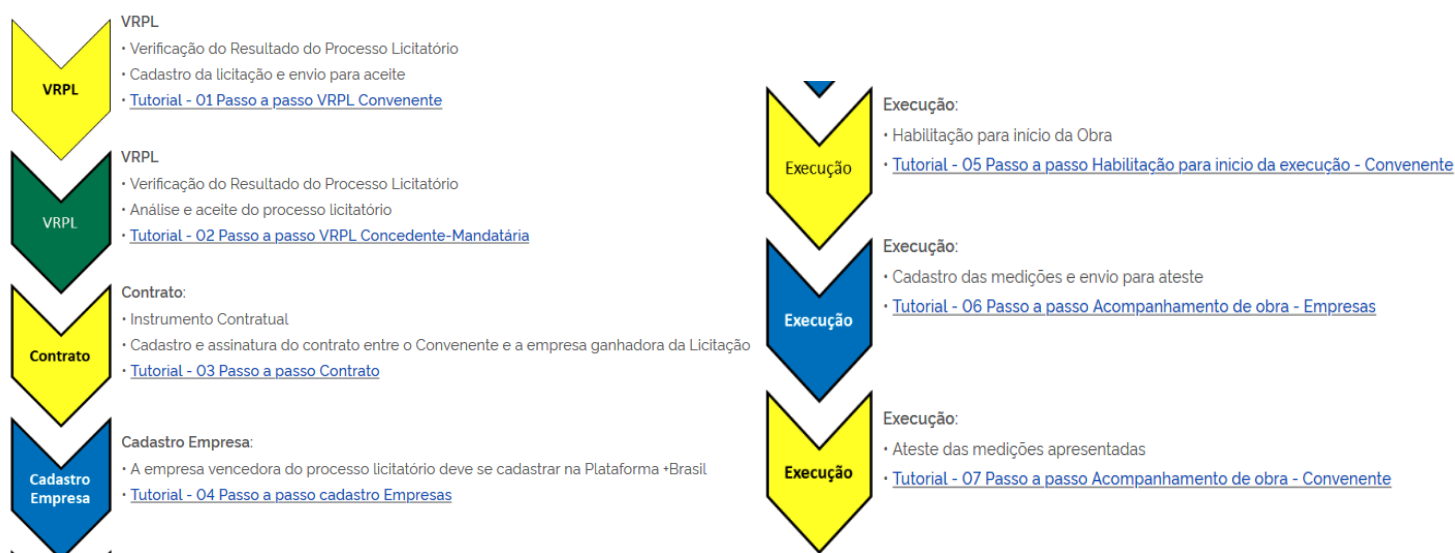 VRPL
VRPL
• Verificação do Resultado do Processo Licitatório
• Cadastro da licitação e envio para aceite
• Tutorial - 01 Passo a passo VRPL Convenente
VRPL
VRPL
• Verificação do Resultado do Processo Licitatório
• Análise e aceite do processo licitatório
• Tutorial - 02 Passo a passo VRPL Concedente-Mandatária
Contrato
Contrato:
• Instrumento Contratual
• Cadastro e assinatura do contrato entre o Convenente e a empresa ganhadora da Licitação
• Tutorial - 03 Passo a passo Contrato
Cadastro
Empresa
Cadastro Empresa:
• A empresa vencedora do processo licitatório deve se cadastrar na Plataforma +Brasil
• Tutorial - 04 Passo a passo cadastro Empresas
Execução
Execução:
• Habilitação para início da Obra
• Tutorial - 05 Passo a passo Habilitação para inicio da execução - Convenente
Execução
Execução:
• Cadastro das medições e envio para ateste
• Tutorial - 06 Passo a passo Acompanhamento de obra - Empresas
Execução
Execução:
• Ateste das medições apresentadas
• Tutorial - 07 Passo a passo Acompanhamento de obra - Convenente